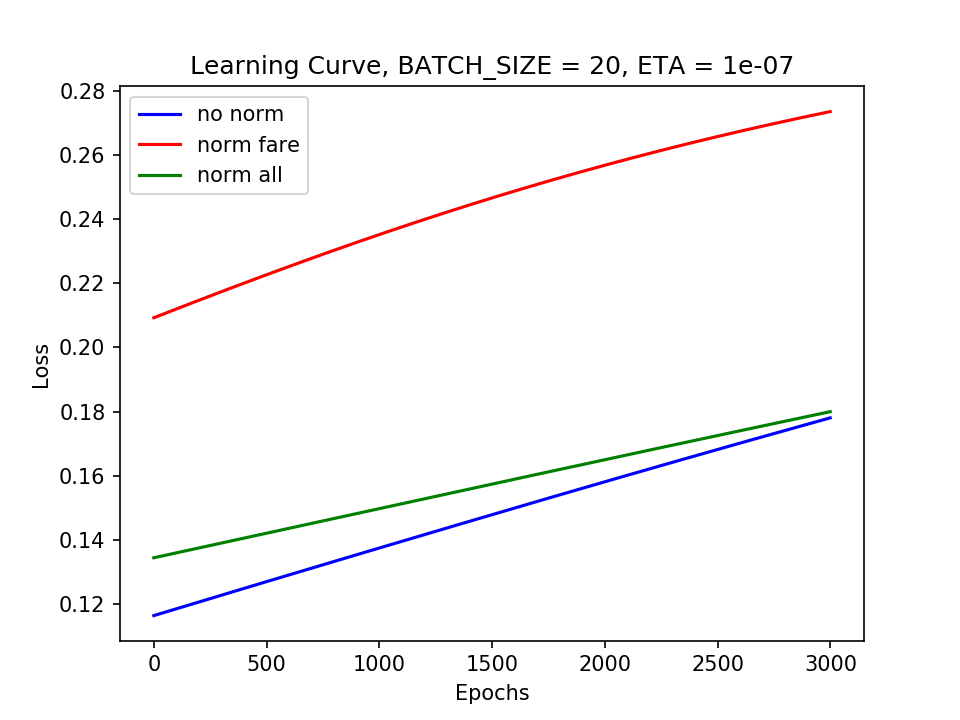 Learning Curve, BATCH_SIZE = 20, ETA = 1e-07
0.28
0.26
0.24
0.22
0.20
0.18
0.16
0.14
0.12
Loss
no norm
norm fare
norm all
0 500 1000 1500 2000 2500 3000
Epochs